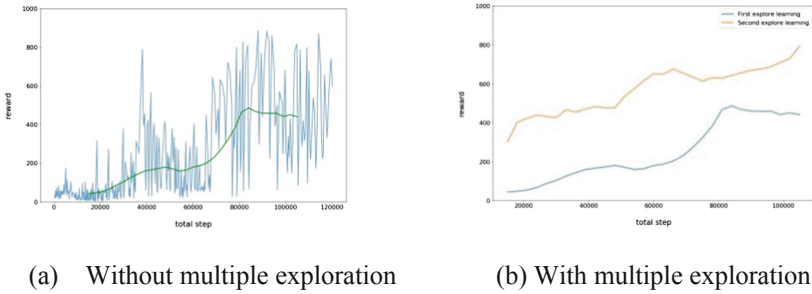 1000
800
600
400
200
0
reward
0 20000 40000 60000 80000 100000 120000
total step
(a) Without multiple exploration
1000
800
600
400
200
0
reward
First explore learning
Second explore learning
20000 40000 60000 80000 100000
total step
(b) With multiple exploration